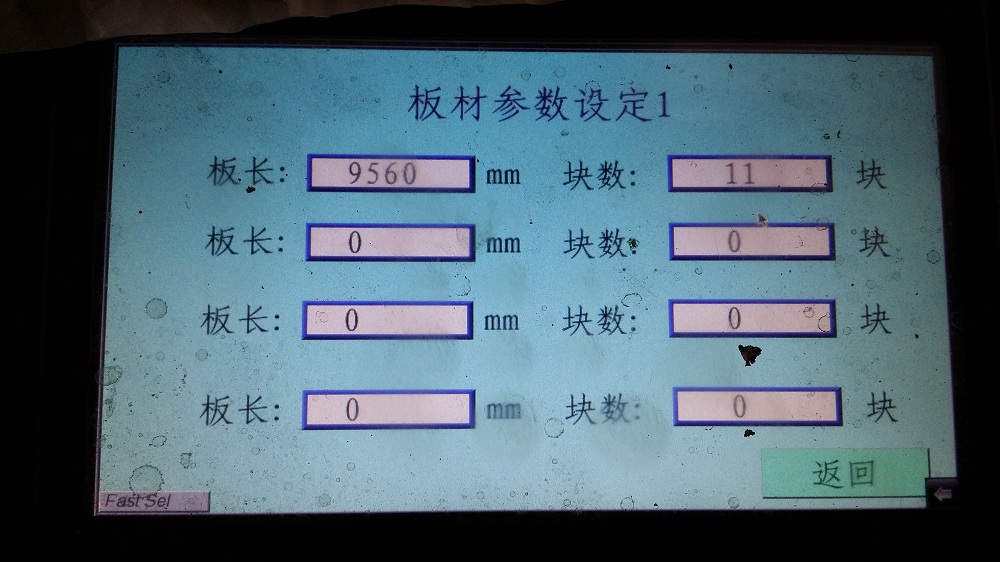 板材参数设定1
板长: 9560 mm 块数: 11 块
板长: 0 mm 块数: 0 块
板长: 0 mm 块数: 0 块
板长: 0 mm 块数: 0 块
返回
Fast Sel